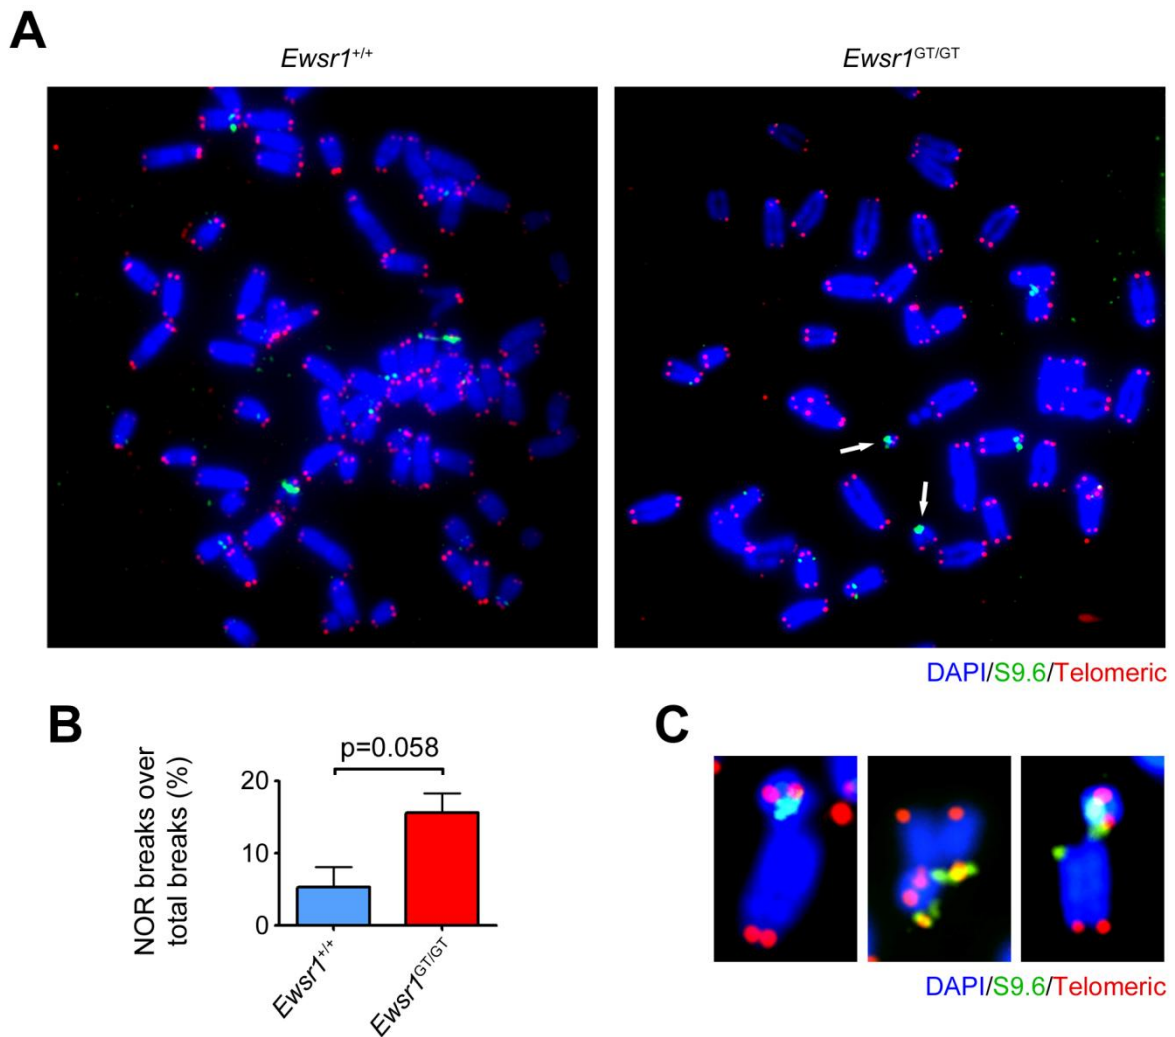 A
Ewsr1+/+
Ewsr1GT/GT
DAPI/S9.6/Telomeric
B
NOR breaks over
total breaks (%)
p=0.058
20
10
0
Ewsr1+/+
Ewsr1GT/GT
C
DAPI/S9.6/Telomeric